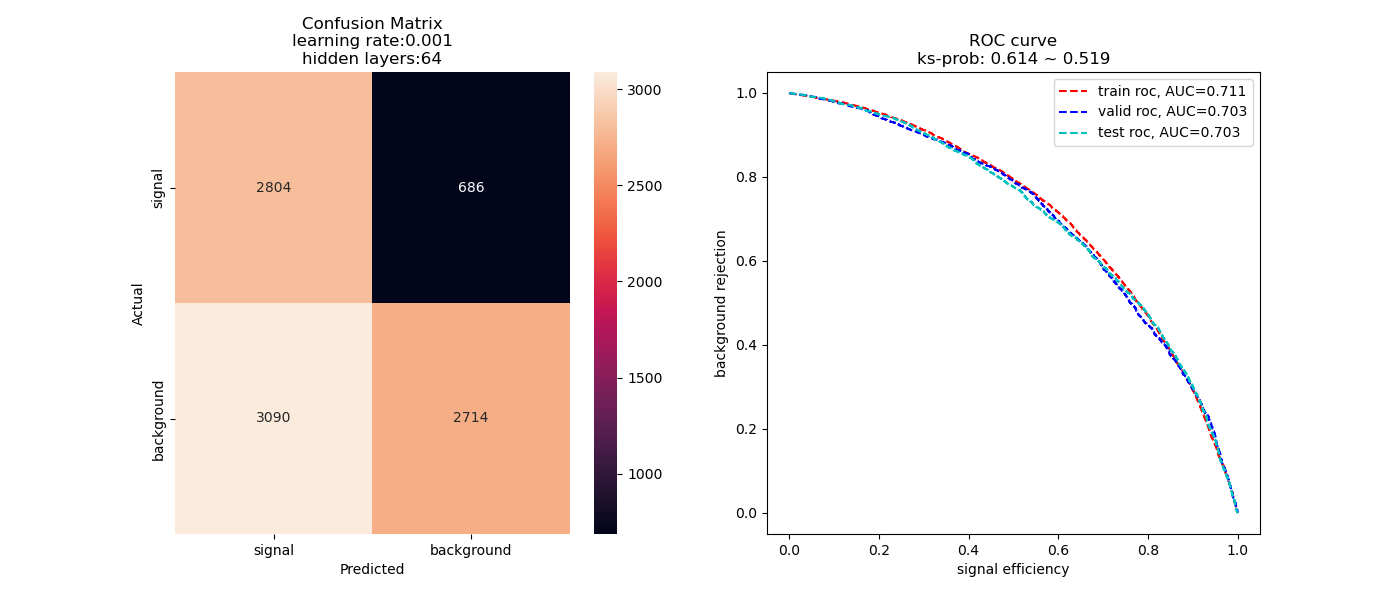 Confusion Matrix
learning rate:0.001
hidden layers:64
signal
background
Actual
2804
686
3090
2714
signal
background
Predicted
3000
2500
2000
1500
1000
ROC curve
ks-prob: 0.614 ~ 0.519
train roc, AUC=0.711
valid roc, AUC=0.703
test roc, AUC=0.703
background rejection
1.0
0.8
0.6
0.4
0.2
0.0
0.0
0.2
0.4
0.6
0.8
1.0
signal efficiency